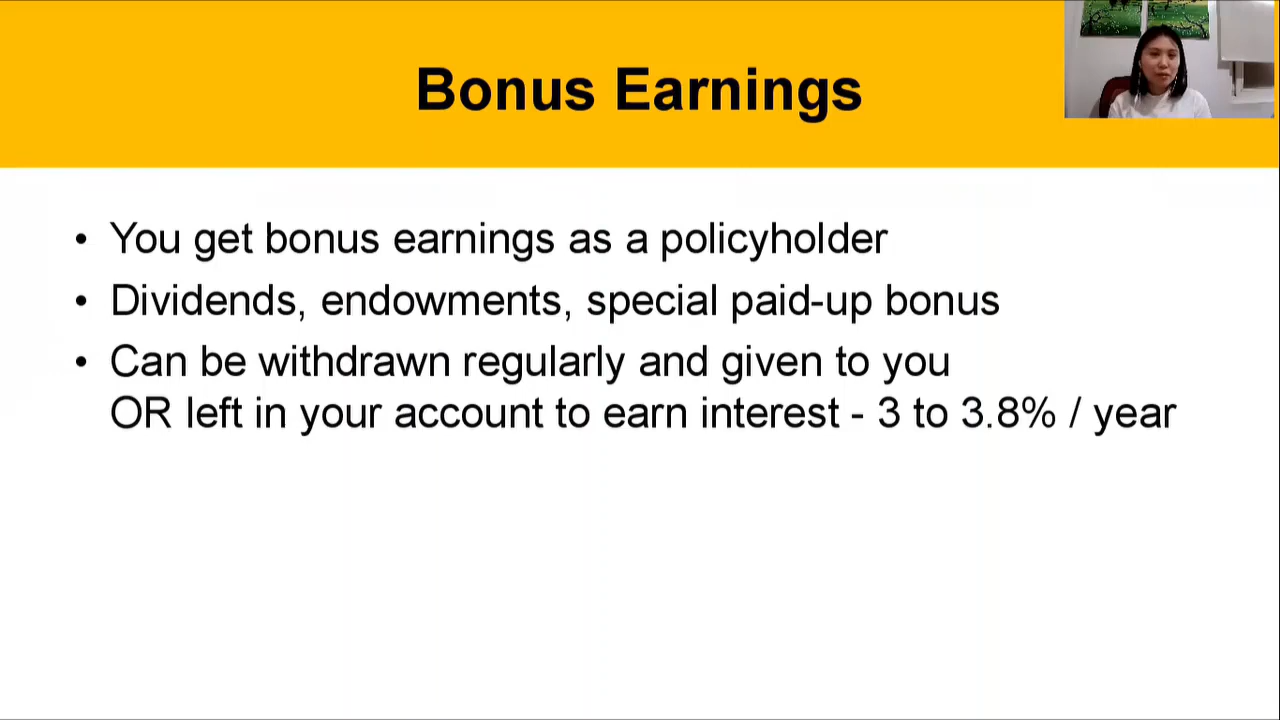 Bonus Earnings
• You get bonus earnings as a policyholder
• Dividends, endowments, special paid-up bonus
• Can be withdrawn regularly and given to you
OR left in your account to earn interest - 3 to 3.8% / year